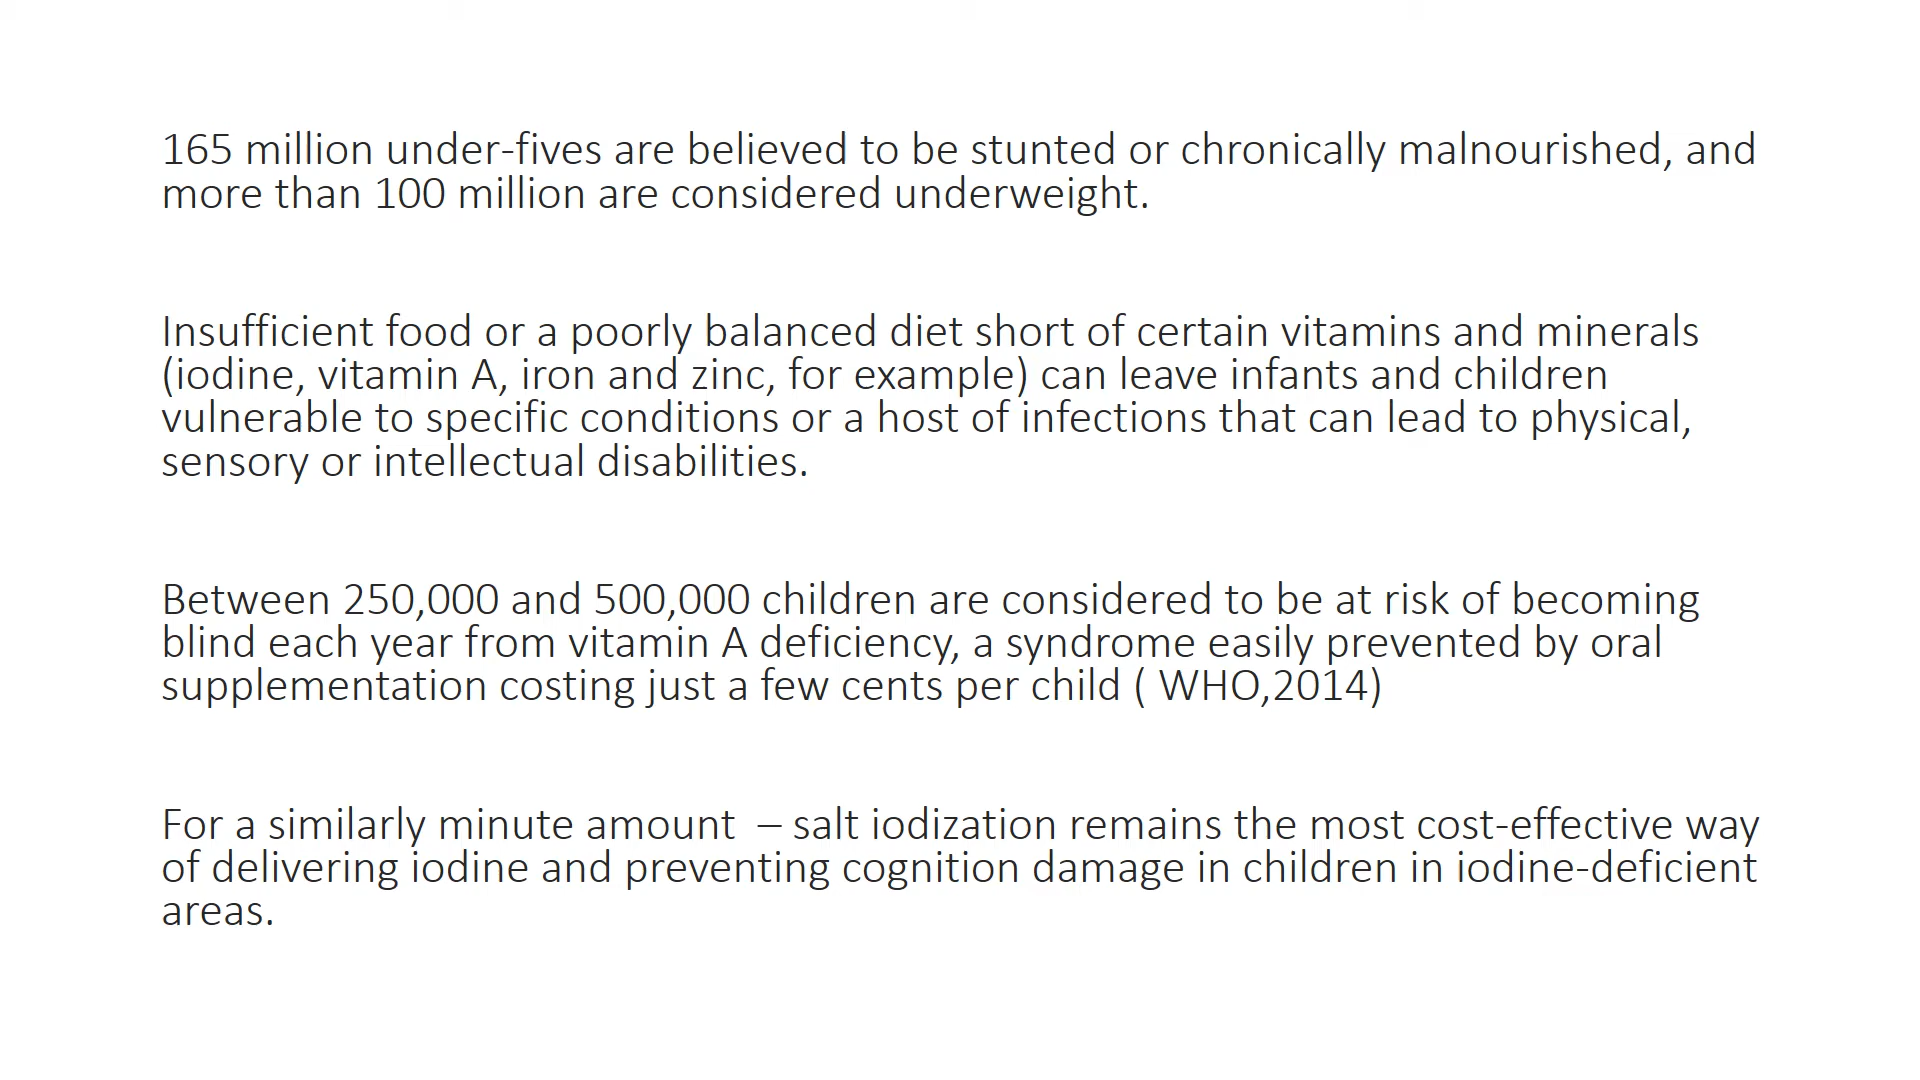 165 million under-fives are believed to be stunted or chronically malnourished, and
more than 100 million are considered underweight.
Insufficient food or a poorly balanced diet short of certain vitamins and minerals
(iodine, vitamin A, iron and zinc, for example) can leave infants and children
vulnerable to specific conditions or a host of infections that can lead to physical,
sensory or intellectual disabilities.
Between 250,000 and 500,000 children are considered to be at risk of becoming
blind each year from vitamin A deficiency, a syndrome easily prevented by oral
supplementation costing just a few cents per child ( WHO,2014)
For a similarly minute amount  – salt iodization remains the most cost-effective way
of delivering iodine and preventing cognition damage in children in iodine-deficient
areas.